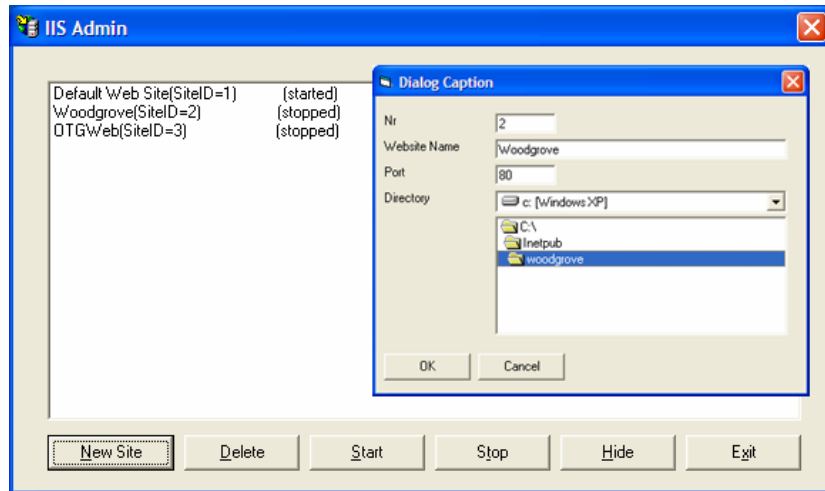 IIS Admin
Default Web Site(SiteID=1) (started)
Woodgrove(SiteID=2) (stopped)
OTGWeb(SiteID=3) (stopped)
Dialog Caption
Nr 2
Website Name Woodgrove
Port 80
Directory c: [Windows XP]
C:\
Inetpub
woodgrove
OK Cancel
New Site Delete Start Stop Hide Exit